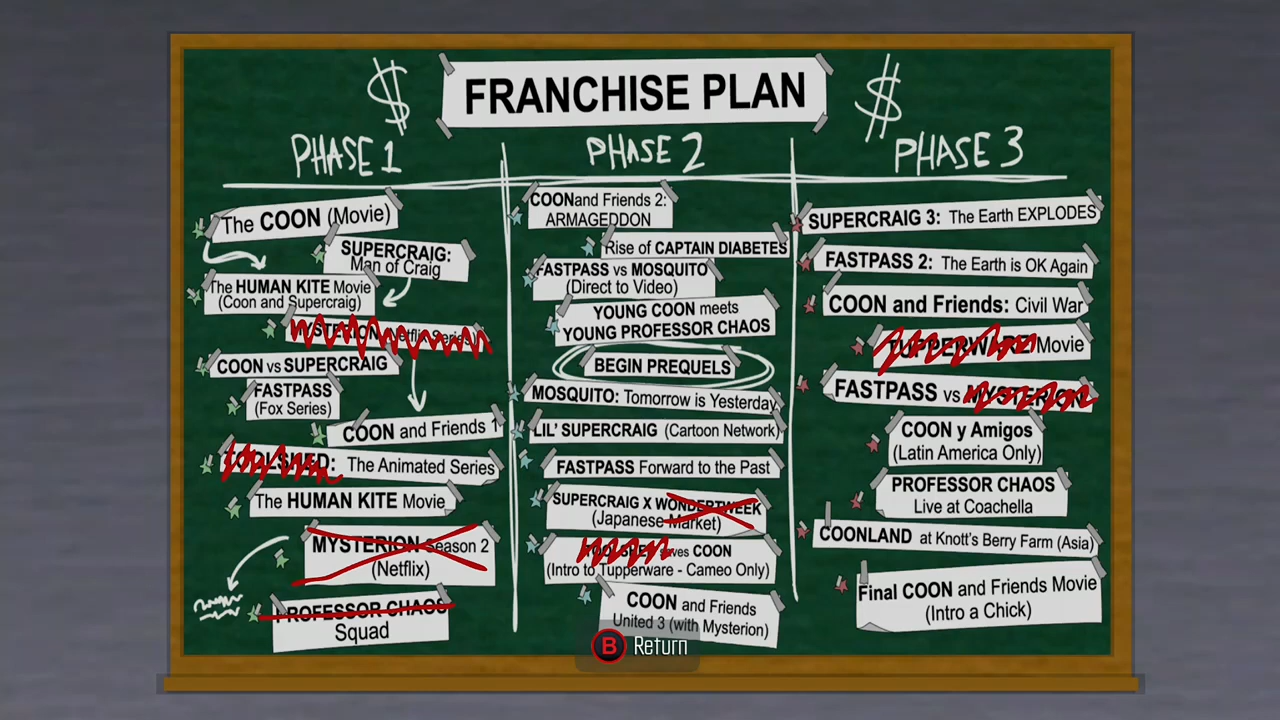 $ FRANCHISE PLAN $
PHASE 1
The COON (Movie)
SUPERCRAIG:
Man of Craig
The HUMAN KITE Movie
(Coon and Supercraig)
MYSTERION Netflix Series
COON vs SUPERCRAIG
FASTPASS
(Fox Series)
COON and Friends 1
TOOLSHED: The Animated Series
The HUMAN KITE Movie
MYSTERION Season 2
(Netflix)
PROFESSOR CHAOS
Squad
PHASE 2
COONand Friends 2:
ARMAGEDDON
Rise of CAPTAIN DIABETES
FASTPASS vs MOSQUITO
(Direct to Video)
YOUNG COON meets
YOUNG PROFESSOR CHAOS
BEGIN PREQUELS
MOSQUITO: Tomorrow is Yesterday
LIL' SUPERCRAIG (Cartoon Network)
FASTPASS Forward to the Past
SUPERCRAIG X WONDERTWEEK
(Japanese Market)
COON
(Intro to Tupperware - Cameo Only)
COON and Friends
United 3 (with Mysterion)
PHASE 3
SUPERCRAIG 3: The Earth EXPLODES
FASTPASS 2: The Earth is OK Again
COON and Friends: Civil War
TUPPERWARE Movie
FASTPASS vs MYSTERION
COON y Amigos
(Latin America Only)
PROFESSOR CHAOS
Live at Coachella
COONLAND at Knott's Berry Farm (Asia)
Final COON and Friends Movie
(Intro a Chick)
B Return